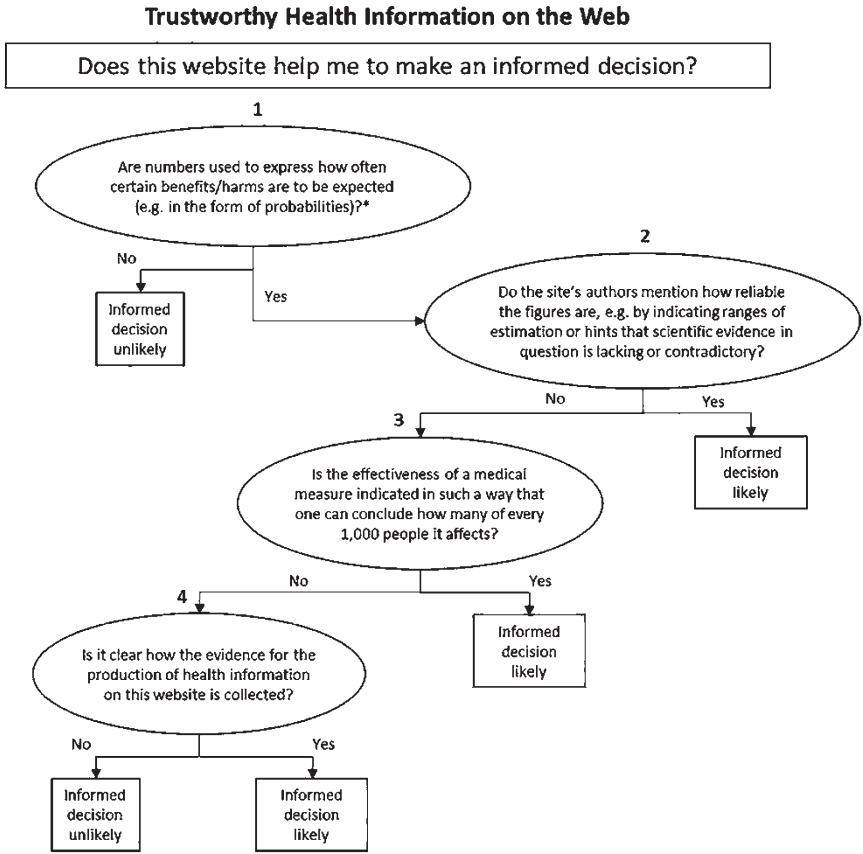 Trustworthy Health Information on the Web
Does this website help me to make an informed decision?
1
Are numbers used to express how often
certain benefits/harms are to be expected
(e.g. in the form of probabilities)?*
No
Yes
Informed
decision
unlikely
2
Do the site's authors mention how reliable
the figures are, e.g. by indicating ranges of
estimation or hints that scientific evidence in
question is lacking or contradictory?
No
Yes
Informed
decision
likely
3
Is the effectiveness of a medical
measure indicated in such a way that
one can conclude how many of every
1,000 people it affects?
No
Yes
Informed
decision
likely
4
Is it clear how the evidence for the
production of health information
on this website is collected?
No
Yes
Informed
decision
unlikely
Informed
decision
likely